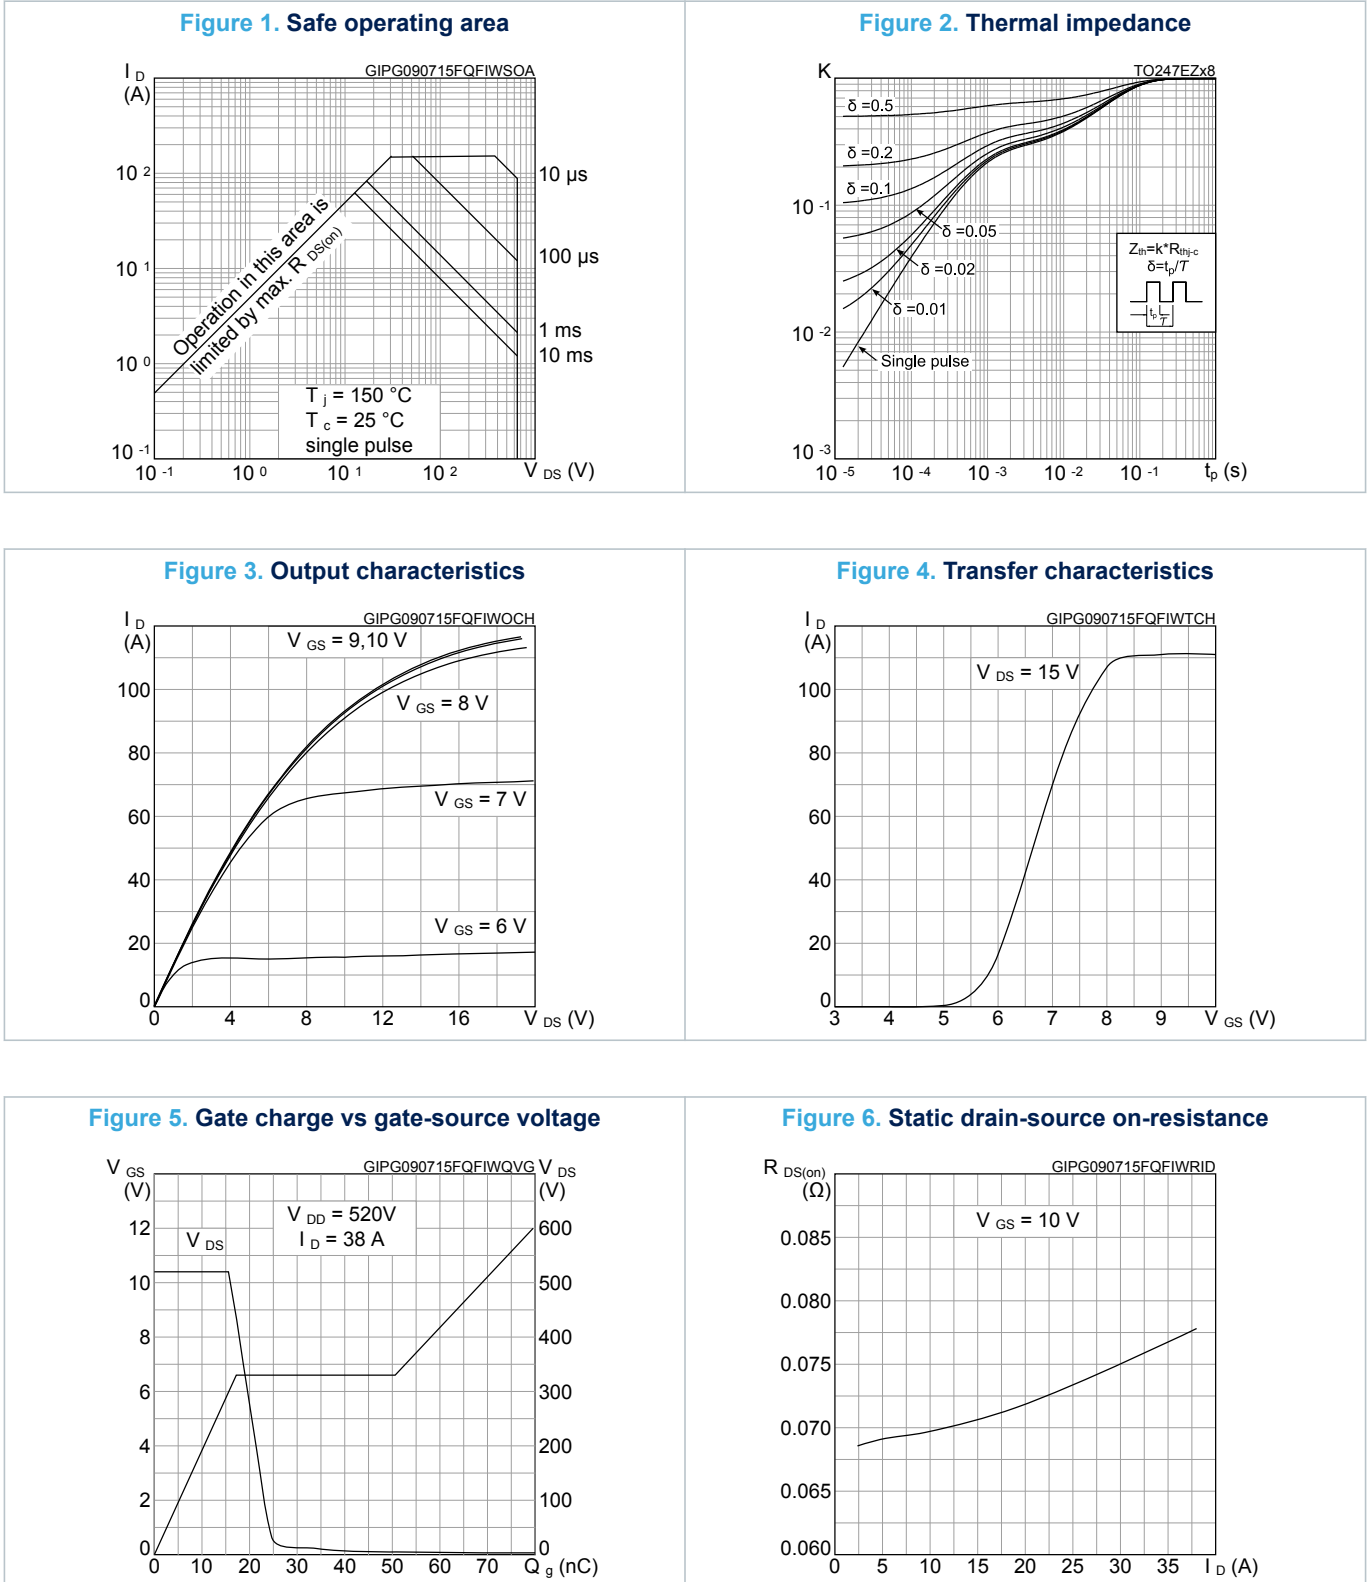 Figure 1. Safe operating area
I D
(A)
GIPG090715FQFIWSOA
10 2
10 1
10 0
10 -1
10 -1
10 0
10 1
10 2
V DS (V)
Operation in this area is
limited by max. R DS(on)
10 µs
100 µs
1 ms
10 ms
T j = 150 °C
T c = 25 °C
single pulse
Figure 2. Thermal impedance
K
TO247EZx8
δ =0.5
δ =0.2
δ =0.1
δ =0.05
δ =0.02
δ =0.01
Single pulse
Zth=k*Rthj-c
δ=tp/T
tp
T
10 -1
10 -2
10 -3
10 -5
10 -4
10 -3
10 -2
10 -1
tp (s)
Figure 3. Output characteristics
I D
(A)
GIPG090715FQFIWOCH
V GS = 9,10 V
V GS = 8 V
V GS = 7 V
V GS = 6 V
100
80
60
40
20
0
0
4
8
12
16
V DS (V)
Figure 4. Transfer characteristics
I D
(A)
GIPG090715FQFIWTCH
V DS = 15 V
100
80
60
40
20
0
3
4
5
6
7
8
9
V GS (V)
Figure 5. Gate charge vs gate-source voltage
V GS
(V)
GIPG090715FQFIWQVG
V DS
(V)
V DD = 520V
I D = 38 A
V DS
12
10
8
6
4
2
0
600
500
400
300
200
100
0
0
10
20
30
40
50
60
70
Q g (nC)
Figure 6. Static drain-source on-resistance
R DS(on)
(Ω)
GIPG090715FQFIWRID
V GS = 10 V
0.085
0.080
0.075
0.070
0.065
0.060
0
5
10
15
20
25
30
35
I D (A)